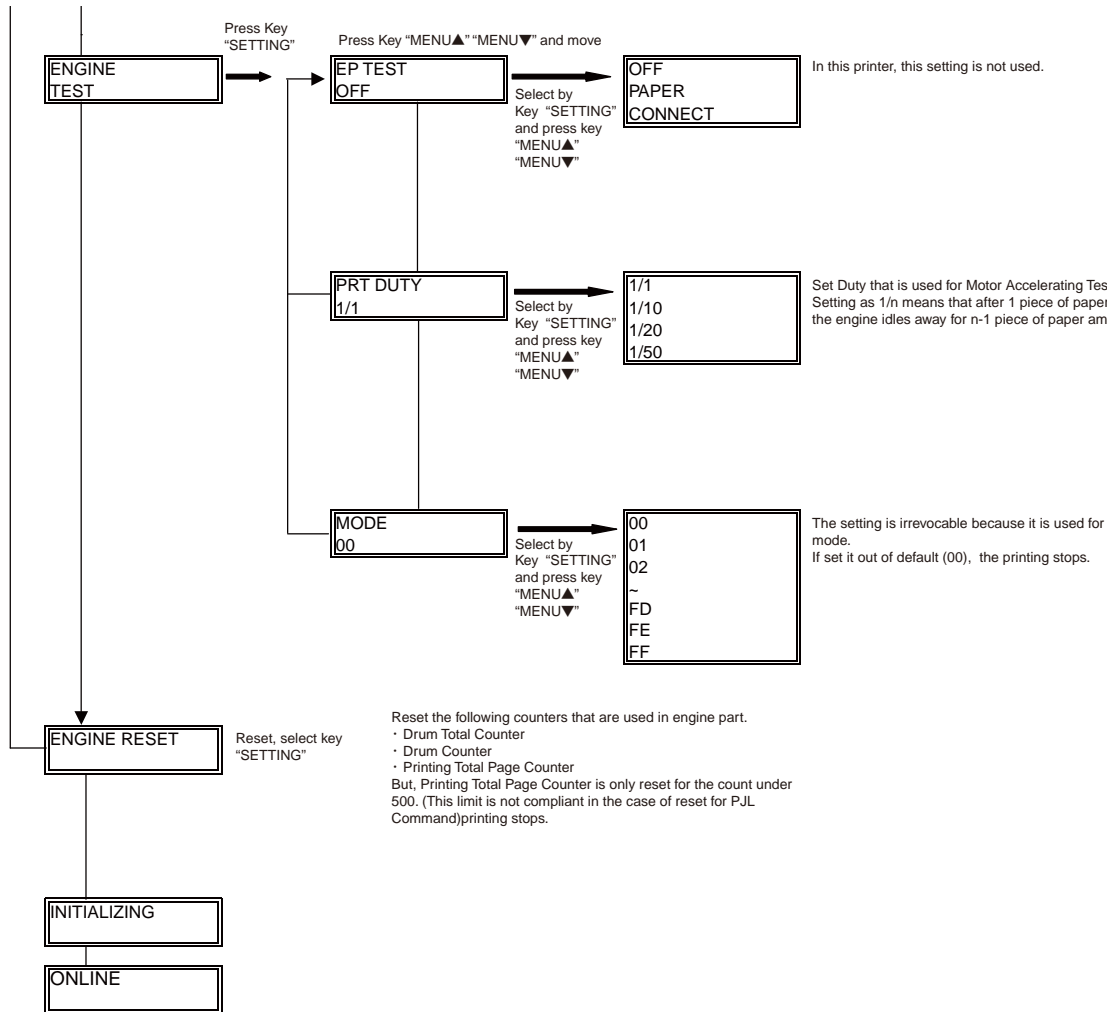 Press Key
“SETTING”
Press Key “MENU▲” “MENU▼” and move
ENGINE
TEST
EP TEST
OFF
Select by
Key “SETTING”
and press key
“MENU▲”
“MENU▼”
OFF
PAPER
CONNECT
In this printer, this setting is not used.
PRT DUTY
1/1
Select by
Key “SETTING”
and press key
“MENU▲”
“MENU▼”
1/1
1/10
1/20
1/50
Set Duty that is used for Motor Accelerating
Setting as 1/n means that after 1 piece of paper
the engine idles away for n-1 piece of paper
MODE
00
Select by
Key “SETTING”
and press key
“MENU▲”
“MENU▼”
00
01
02
~
FD
FE
FF
The setting is irrevocable because it is used for
mode.
If set it out of default (00), the printing stops.
ENGINE RESET
Reset, select key
“SETTING”
Reset the following counters that are used in engine part.
・Drum Total Counter
・Drum Counter
・Printing Total Page Counter
But, Printing Total Page Counter is only reset for the count under
500. (This limit is not compliant in the case of reset for PJL
Command)printing stops.
INITIALIZING
ONLINE